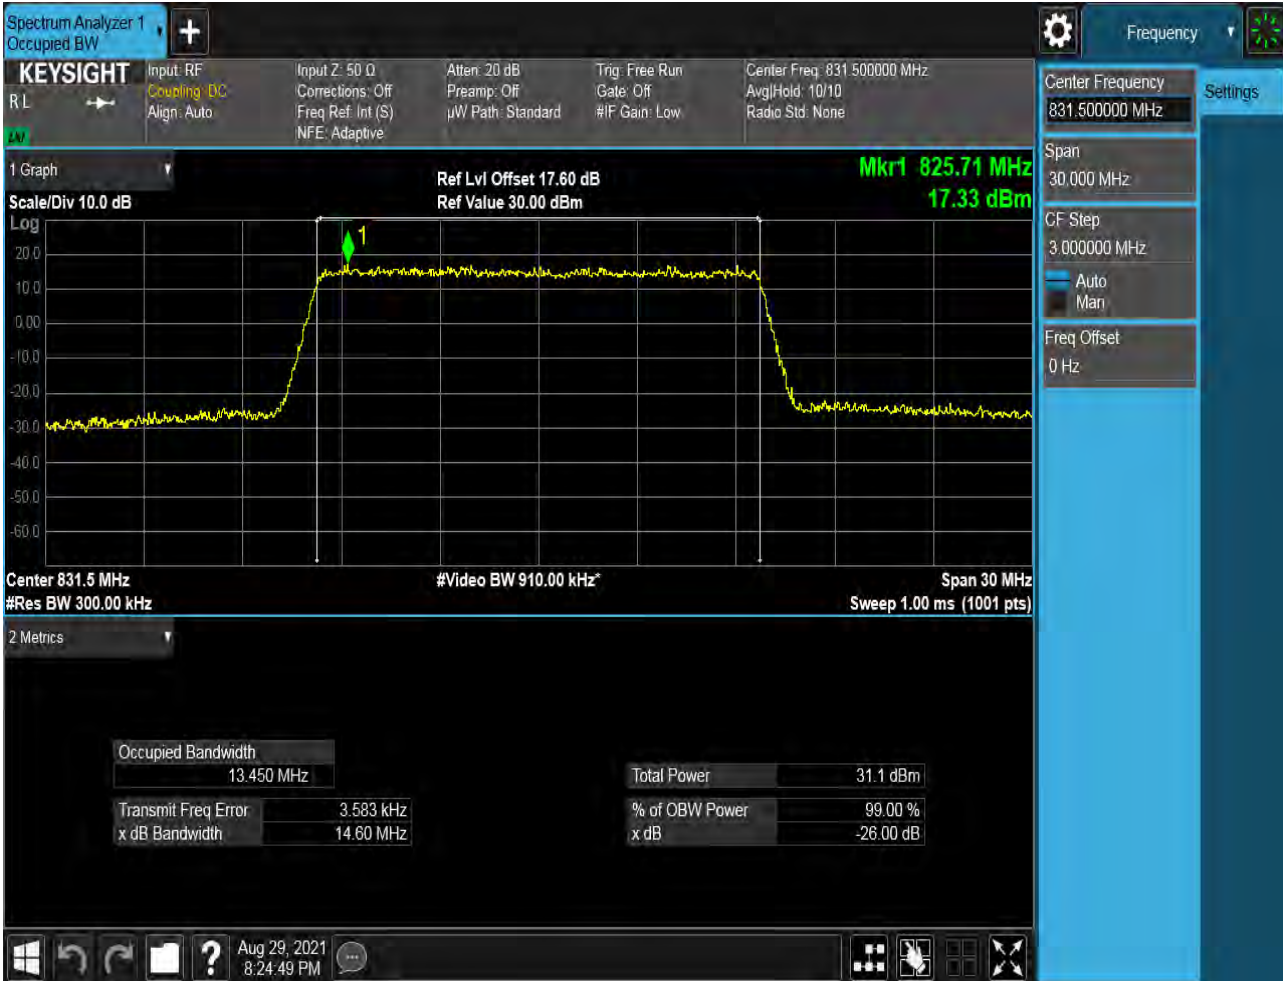 Spectrum Analyzer 1
Occupied BW
Frequency
KEYSIGHT
R L
Input: RF
Coupling: DC
Align: Auto
Input Z: 50 Ω
Corrections: Off
Freq Ref: Int (S)
NFE: Adaptive
Atten: 20 dB
Preamp: Off
µW Path: Standard
Trig: Free Run
Gate: Off
#IF Gain: Low
Center Freq: 831.500000 MHz
Avg|Hold: 10/10
Radio Std: None
Center Frequency
831.500000 MHz
Settings
Span
30.000 MHz
CF Step
3.000000 MHz
Auto
Man
Freq Offset
0 Hz
1 Graph
Scale/Div 10.0 dB
Ref Lvl Offset 17.60 dB
Ref Value 30.00 dBm
Mkr1 825.71 MHz
17.33 dBm
Log
1
20.0
10.0
0.00
-10.0
-20.0
-30.0
-40.0
-50.0
-60.0
Center 831.5 MHz
#Video BW 910.00 kHz*
Span 30 MHz
#Res BW 300.00 kHz
Sweep 1.00 ms (1001 pts)
2 Metrics
Occupied Bandwidth
13.450 MHz
Total Power 31.1 dBm
Transmit Freq Error 3.583 kHz
% of OBW Power 99.00 %
x dB Bandwidth 14.60 MHz
x dB -26.00 dB
?
Aug 29, 2021
8:24:49 PM